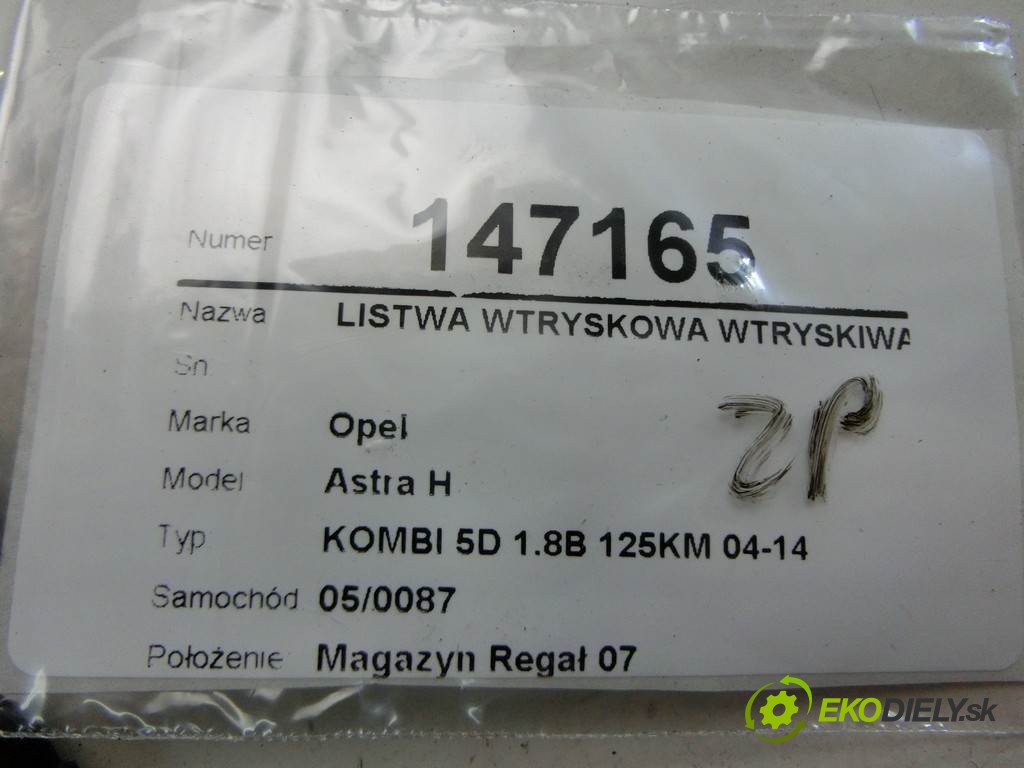 Numer 147165
Nazwa LISTWA WTRYSKOWA WTRYSKIWA
Sn
ZP
Marka Opel
Model Astra H
Typ KOMBI 5D 1.8B 125KM 04-14
Samochód 05/0087
Położenie Magazyn Regał 07
EKODIELY.sk